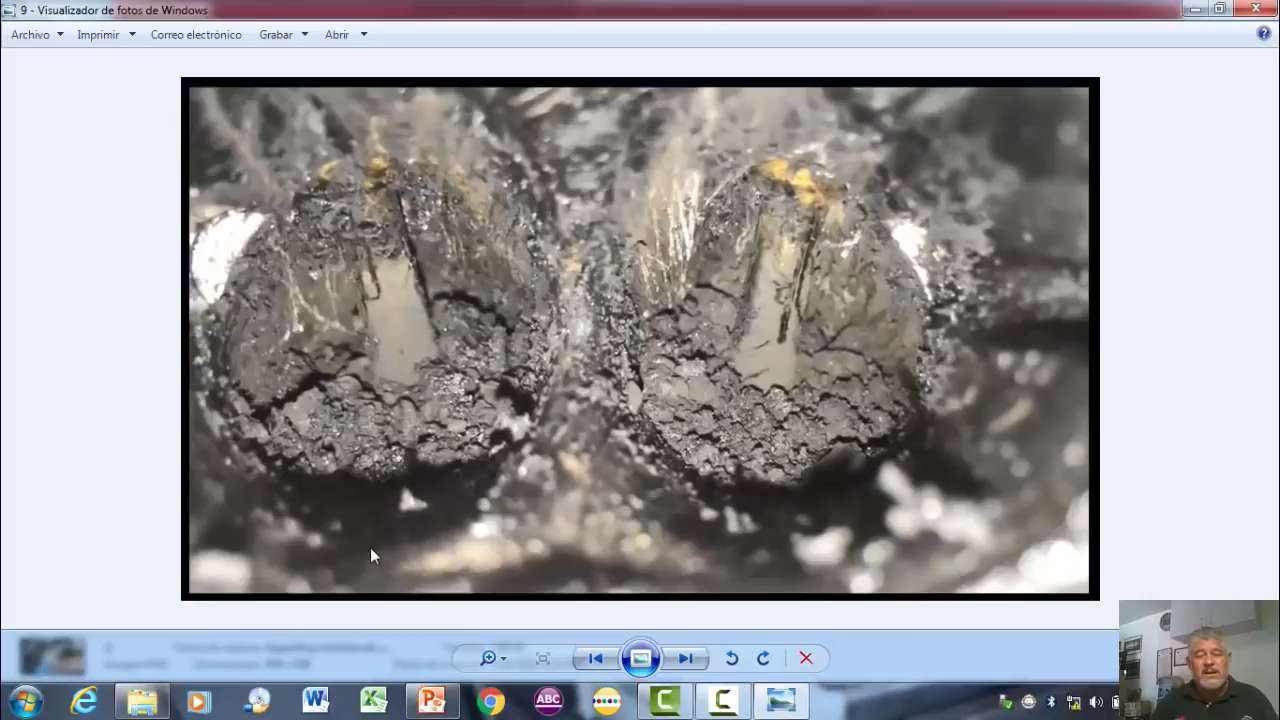 9 - Visualizador de fotos de Windows
Archivo Imprimir Correo electrónico Grabar Abrir
ABC